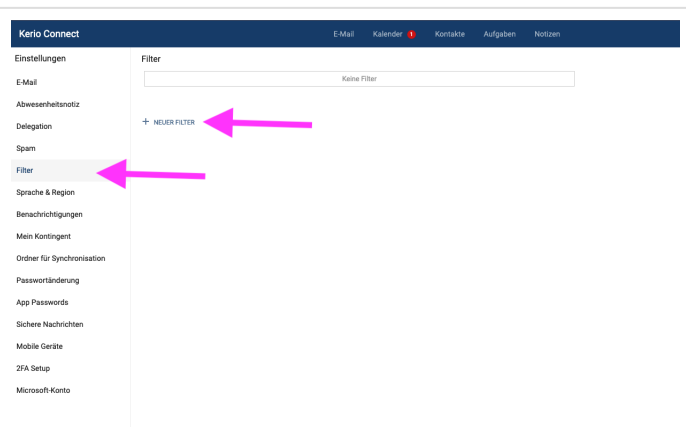 Kerio Connect
E-Mail Kalender 1 Kontakte Aufgaben Notizen
Einstellungen
E-Mail
Abwesenheitsnotiz
Delegation
Spam
Filter
Sprache & Region
Benachrichtigungen
Mein Kontingent
Ordner für Synchronisation
Passwortänderung
App Passwords
Sichere Nachrichten
Mobile Geräte
2FA Setup
Microsoft-Konto
Filter
Keine Filter
+ NEUER FILTER